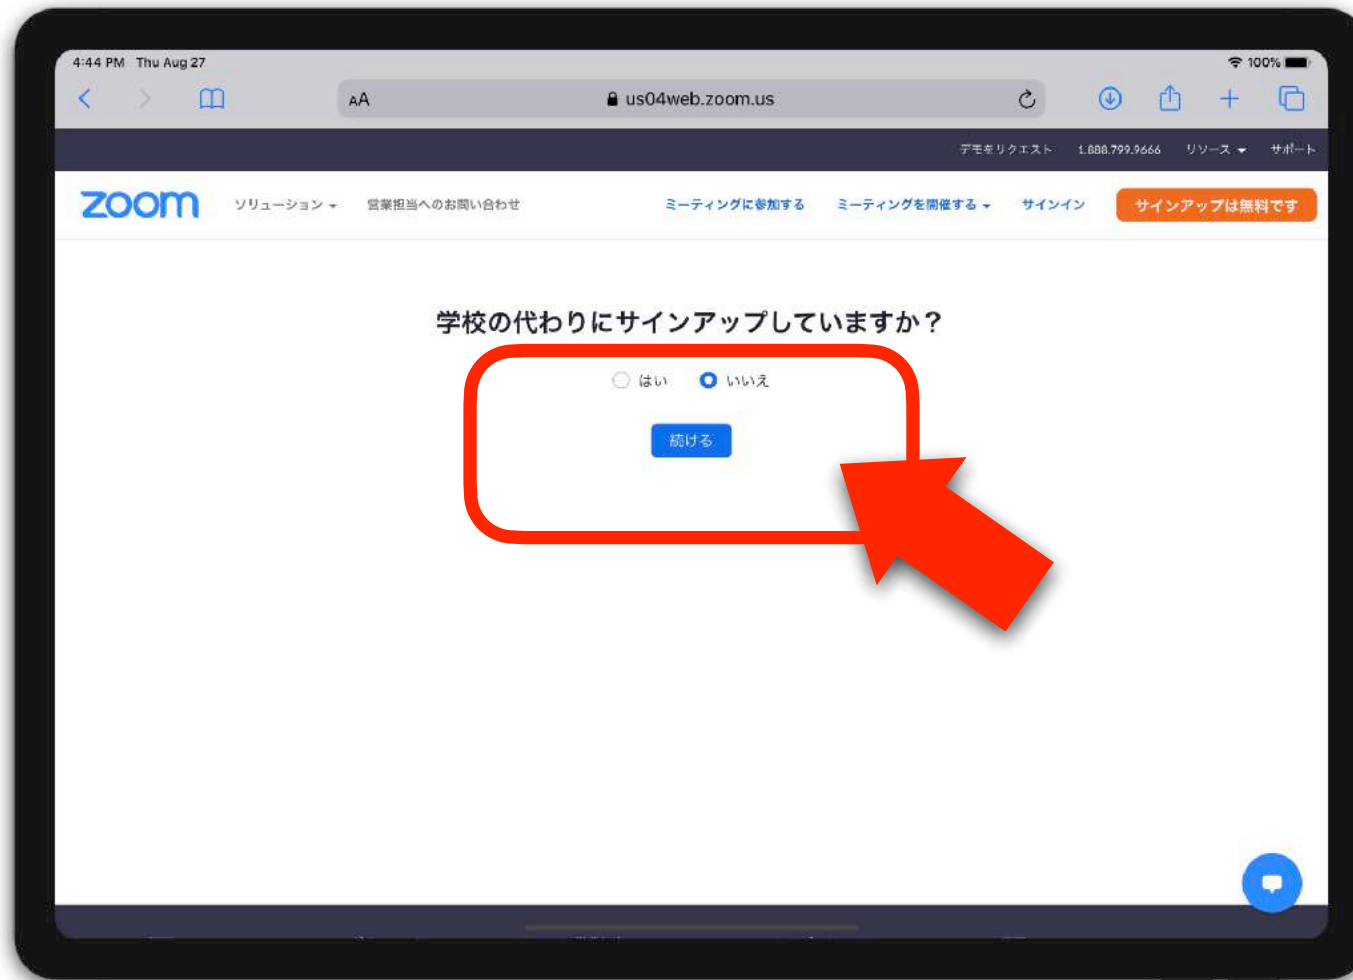 4:44 PM Thu Aug 27
100%
AA us04web.zoom.us
デモをリクエスト 1.888.799.9666 リソース サポート
zoom ソリューション 営業担当へのお問い合わせ ミーティングに参加する ミーティングを開催する サインイン サインアップは無料です
学校の代わりにサインアップしていますか？
はい いいえ
続ける